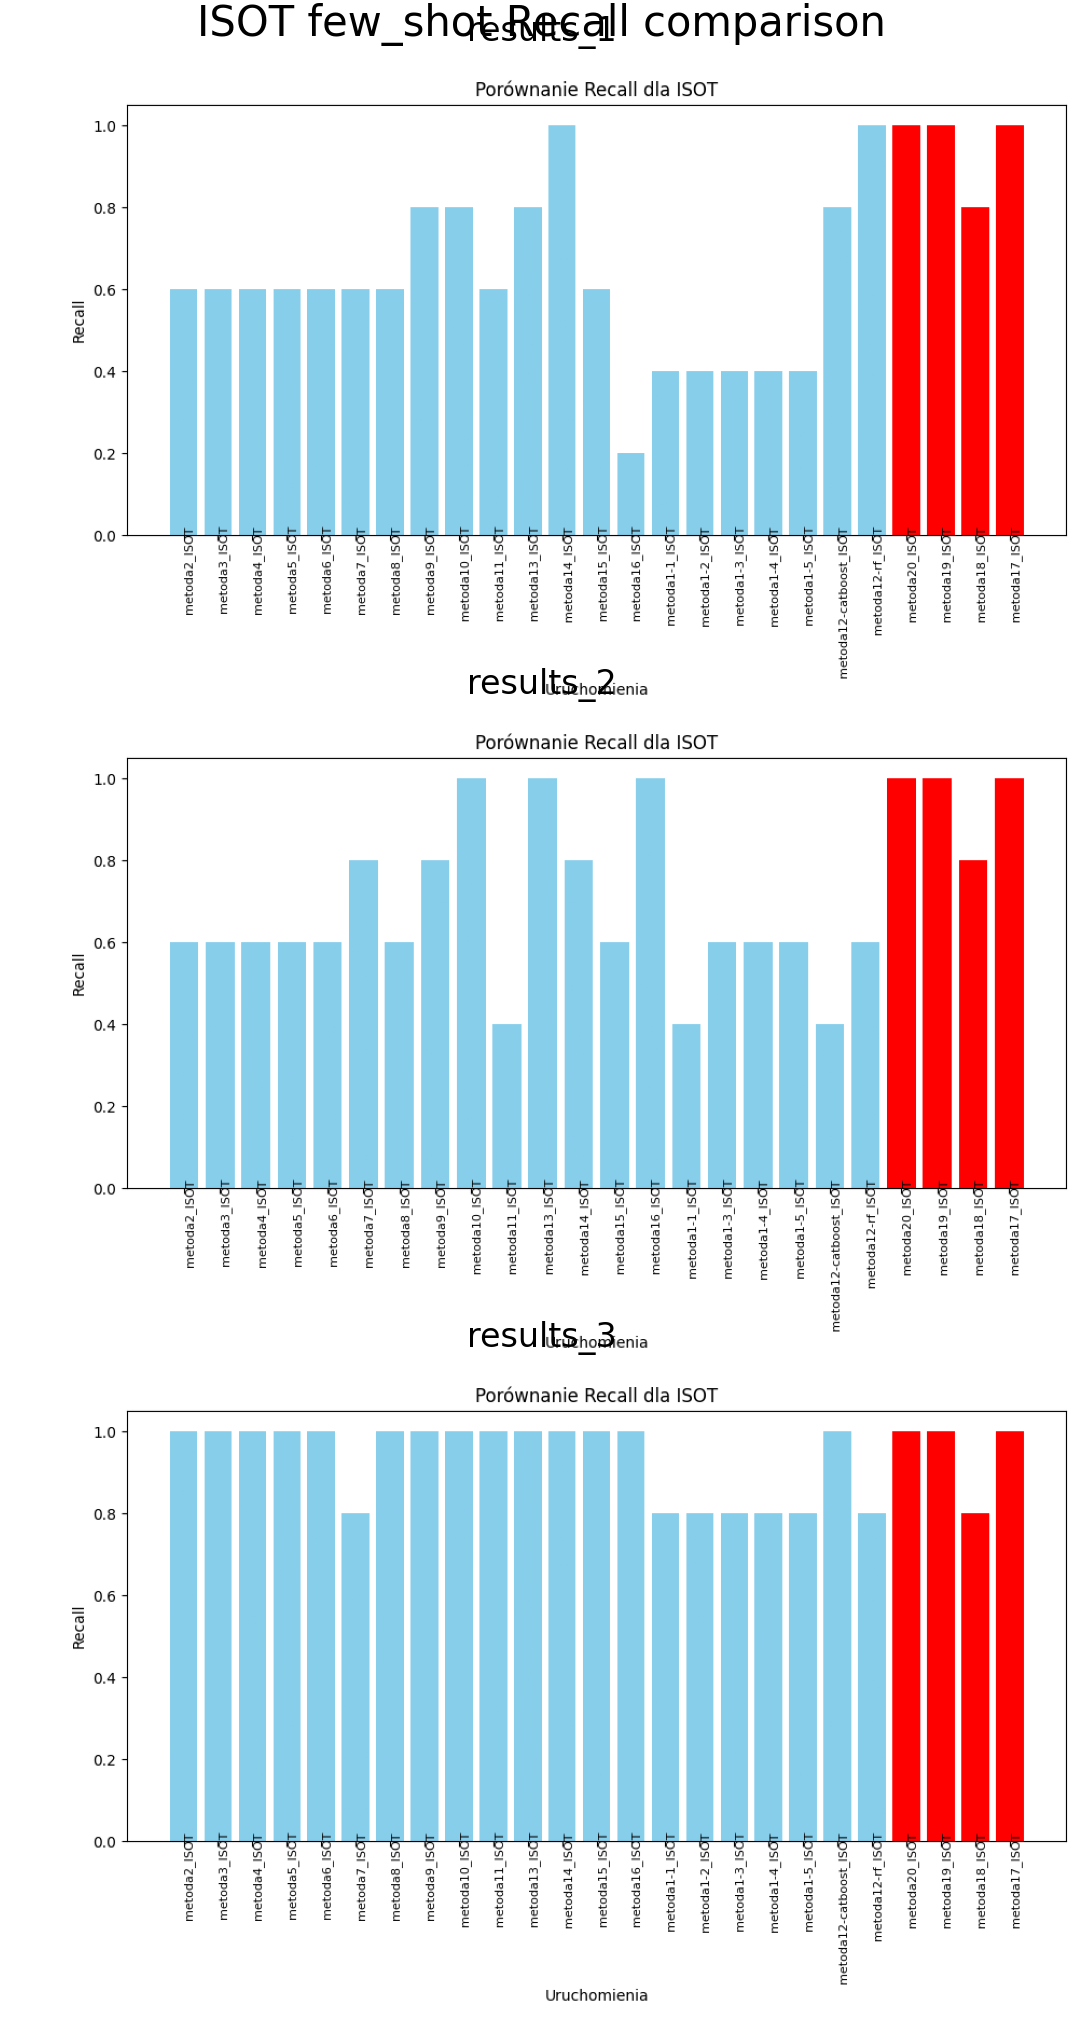 ISOT few_shot Recall comparison
results_1
Porównanie Recall dla ISOT
Recall
1.0
0.8
0.6
0.4
0.2
0.0
metoda2_ISOT
metoda3_ISOT
metoda4_ISOT
metoda5_ISOT
metoda6_ISOT
metoda7_ISOT
metoda8_ISOT
metoda9_ISOT
metoda10_ISOT
metoda11_ISOT
metoda13_ISOT
metoda14_ISOT
metoda15_ISOT
metoda16_ISOT
metoda1-1_ISOT
metoda1-2_ISOT
metoda1-3_ISOT
metoda1-4_ISOT
metoda1-5_ISOT
metoda12-catboost_ISOT
metoda12-rf_ISOT
metoda20_ISOT
metoda19_ISOT
metoda18_ISOT
metoda17_ISOT
Uruchomienia
results_2
Porównanie Recall dla ISOT
Recall
1.0
0.8
0.6
0.4
0.2
0.0
metoda2_ISOT
metoda3_ISOT
metoda4_ISOT
metoda5_ISOT
metoda6_ISOT
metoda7_ISOT
metoda8_ISOT
metoda9_ISOT
metoda10_ISOT
metoda11_ISOT
metoda13_ISOT
metoda14_ISOT
metoda15_ISOT
metoda16_ISOT
metoda1-1_ISOT
metoda1-3_ISOT
metoda1-4_ISOT
metoda1-5_ISOT
metoda12-catboost_ISOT
metoda12-rf_ISOT
metoda20_ISOT
metoda19_ISOT
metoda18_ISOT
metoda17_ISOT
Uruchomienia
results_3
Porównanie Recall dla ISOT
Recall
1.0
0.8
0.6
0.4
0.2
0.0
metoda2_ISOT
metoda3_ISOT
metoda4_ISOT
metoda5_ISOT
metoda6_ISOT
metoda7_ISOT
metoda8_ISOT
metoda9_ISOT
metoda10_ISOT
metoda11_ISOT
metoda13_ISOT
metoda14_ISOT
metoda15_ISOT
metoda16_ISOT
metoda1-1_ISOT
metoda1-2_ISOT
metoda1-3_ISOT
metoda1-4_ISOT
metoda1-5_ISOT
metoda12-catboost_ISOT
metoda12-rf_ISOT
metoda20_ISOT
metoda19_ISOT
metoda18_ISOT
metoda17_ISOT
Uruchomienia